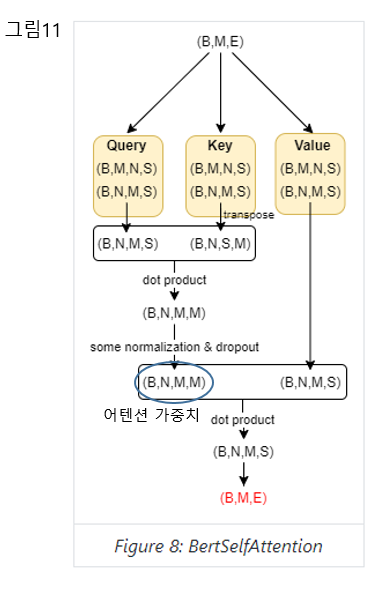 그림11
(B,M,E)
Query Key Value
(B,M,N,S) (B,M,N,S) (B,M,N,S)
(B,N,M,S) (B,N,M,S) (B,N,M,S)
transpose
(B,N,M,S) (B,N,S,M)
dot product
(B,N,M,M)
some normalization & dropout
(B,N,M,M) (B,N,M,S)
어텐션 가중치
dot product
(B,N,M,S)
(B,M,E)
Figure 8: BertSelfAttention